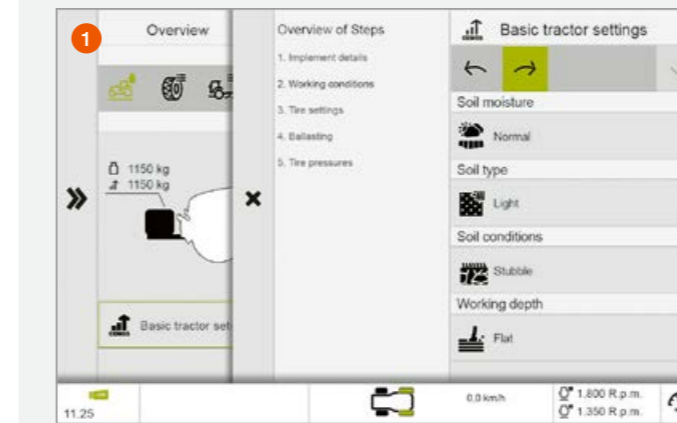 1
Overview
1150 kg
1150 kg
Basic tractor set
Overview of Steps
1. Implement details
2. Working conditions
3. Tire settings
4. Ballasting
5. Tire pressures
Basic tractor settings
Soil moisture
Normal
Soil type
Light
Soil conditions
Stubble
Working depth
Flat
11.25
0,0 km/h
1.800 R.p.m.
1.350 R.p.m.